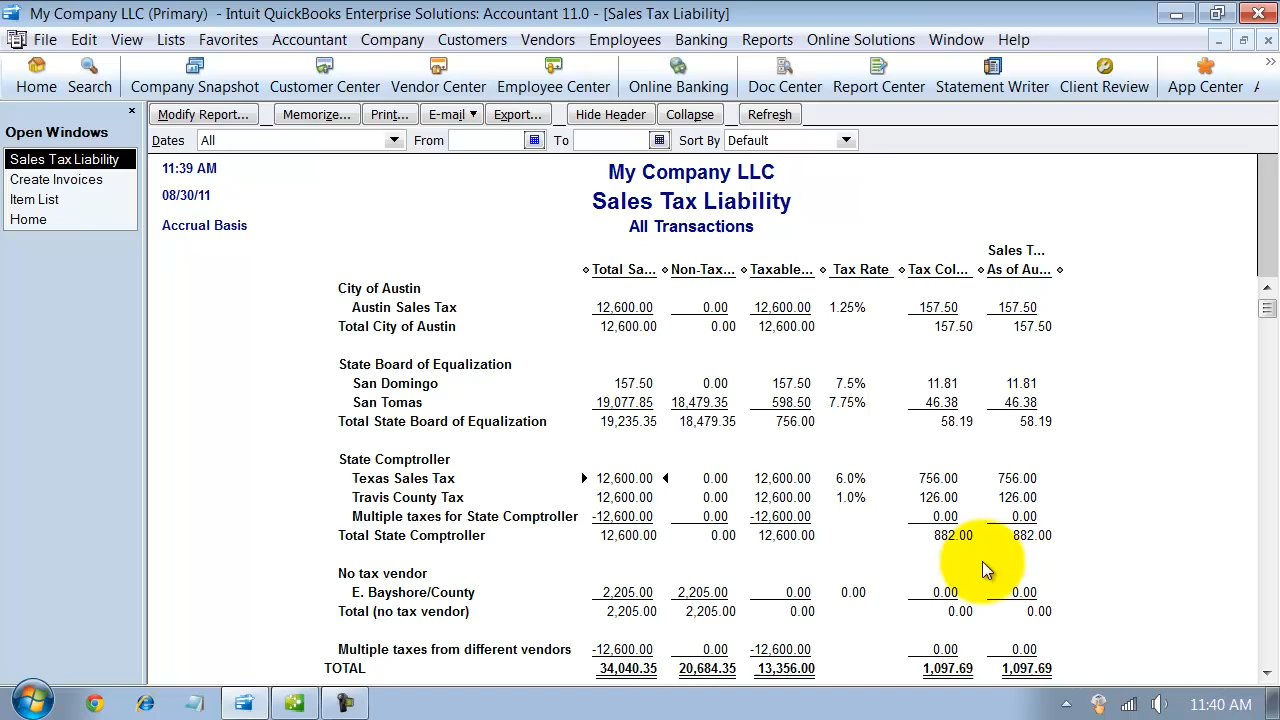 My Company LLC (Primary) - Intuit QuickBooks Enterprise Solutions: Accountant 11.0 - [Sales Tax Liability]
File Edit View Lists Favorites Accountant Company Customers Vendors Employees Banking Reports Online Solutions Window Help
Home Search Company Snapshot Customer Center Vendor Center Employee Center Online Banking Doc Center Report Center Statement Writer Client Review App Center
Open Windows
Sales Tax Liability
Create Invoices
Item List
Home
Modify Report... Memorize... Print... E-mail Export... Hide Header Collapse Refresh
Dates All From To Sort By Default
11:39 AM
08/30/11
Accrual Basis
My Company LLC
Sales Tax Liability
All Transactions
Sales T...
Total Sa... Non-Tax... Taxable... Tax Rate Tax Col... As of Au...
City of Austin
Austin Sales Tax 12,600.00 0.00 12,600.00 1.25% 157.50 157.50
Total City of Austin 12,600.00 0.00 12,600.00 157.50 157.50
State Board of Equalization
San Domingo 157.50 0.00 157.50 7.5% 11.81 11.81
San Tomas 19,077.85 18,479.35 598.50 7.75% 46.38 46.38
Total State Board of Equalization 19,235.35 18,479.35 756.00 58.19 58.19
State Comptroller
Texas Sales Tax 12,600.00 0.00 12,600.00 6.0% 756.00 756.00
Travis County Tax 12,600.00 0.00 12,600.00 1.0% 126.00 126.00
Multiple taxes for State Comptroller -12,600.00 0.00 -12,600.00 0.00 0.00
Total State Comptroller 12,600.00 0.00 12,600.00 882.00 882.00
No tax vendor
E. Bayshore/County 2,205.00 2,205.00 0.00 0.00 0.00 0.00
Total (no tax vendor) 2,205.00 2,205.00 0.00 0.00 0.00
Multiple taxes from different vendors -12,600.00 0.00 -12,600.00 0.00 0.00
TOTAL 34,040.35 20,684.35 13,356.00 1,097.69 1,097.69
11:40 AM